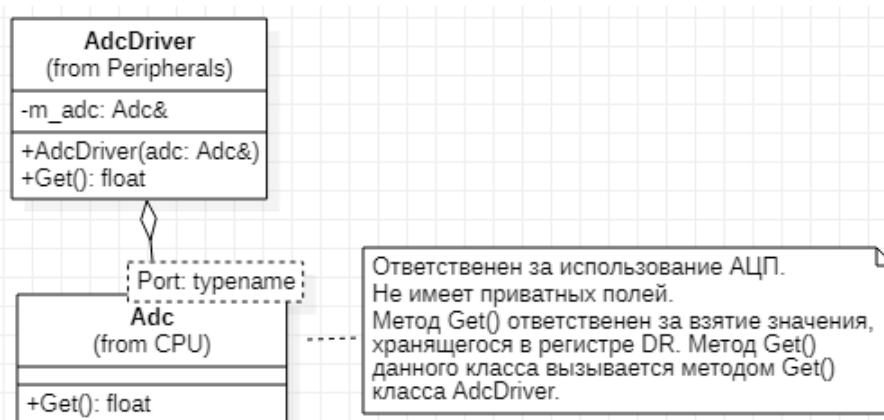 AdcDriver
(from Peripherals)
-m_adc: Adc&
+AdcDriver(adc: Adc&)
+Get(): float
Port: typename
Adc
(from CPU)
+Get(): float
Ответственен за использование АЦП.
Не имеет приватных полей.
Метод Get() ответственен за взятие значения,
хранящегося в регистре DR. Метод Get()
данного класса вызывается методом Get()
класса AdcDriver.